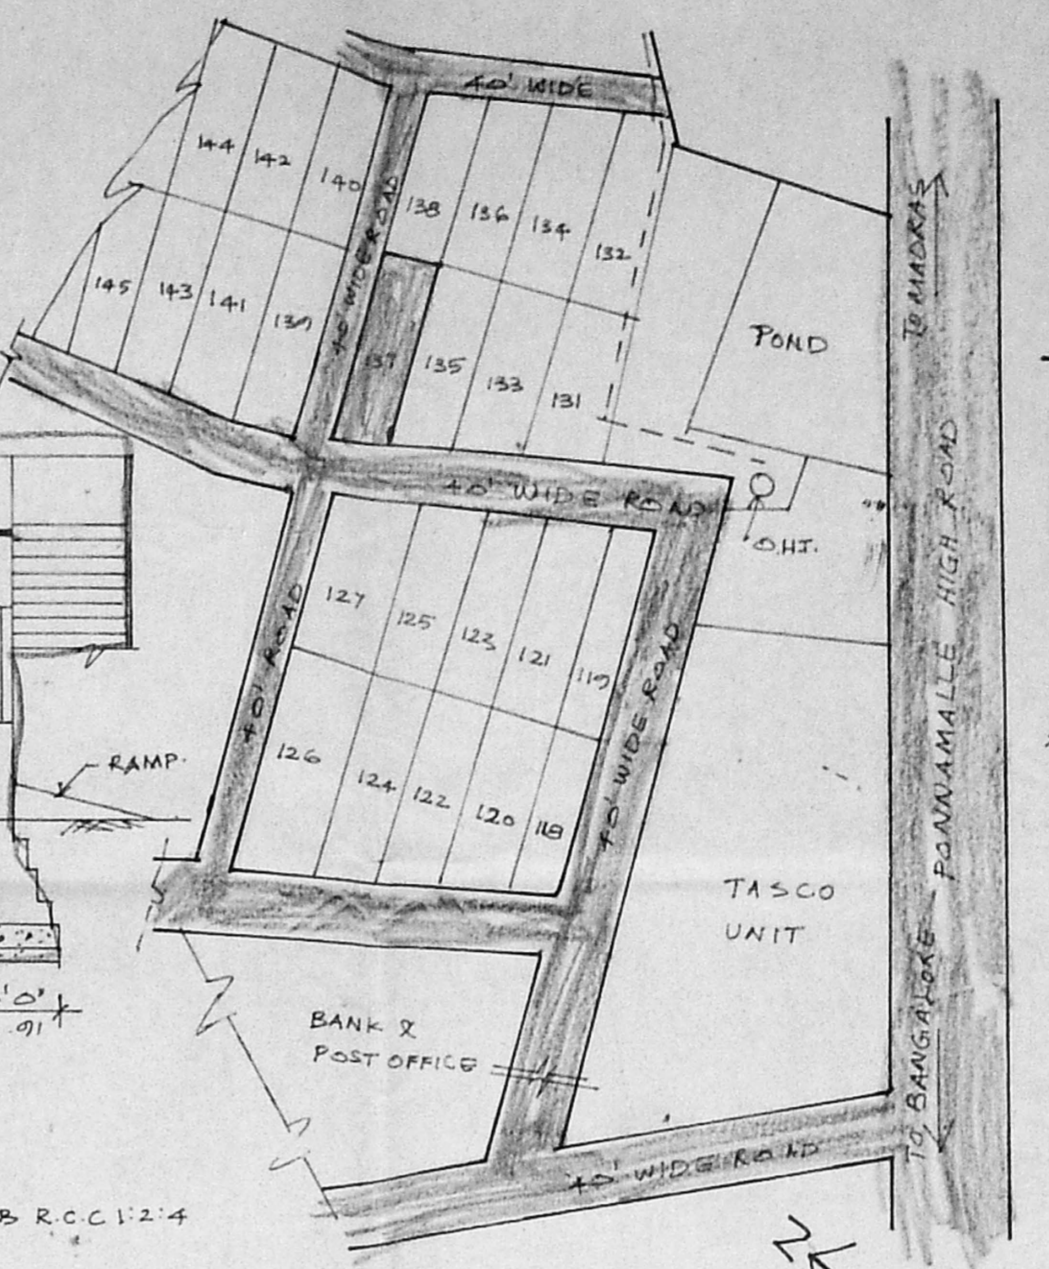 40' WIDE
144
142
140
138
136
134
132
TO MADRAS
40' WIDE ROAD
145
143
141
139
137
135
133
131
POND
40' WIDE ROAD
O.HT.
PONNAMALLE HIGH ROAD
127
125
123
121
119
40' ROAD
40' WIDE ROAD
126
124
122
120
118
RAMP.
TASCO
UNIT
TO BANGALORE
BANK &
POST OFFICE
40' WIDE ROAD
'0"
91
B R.C.C 1:2:4
N